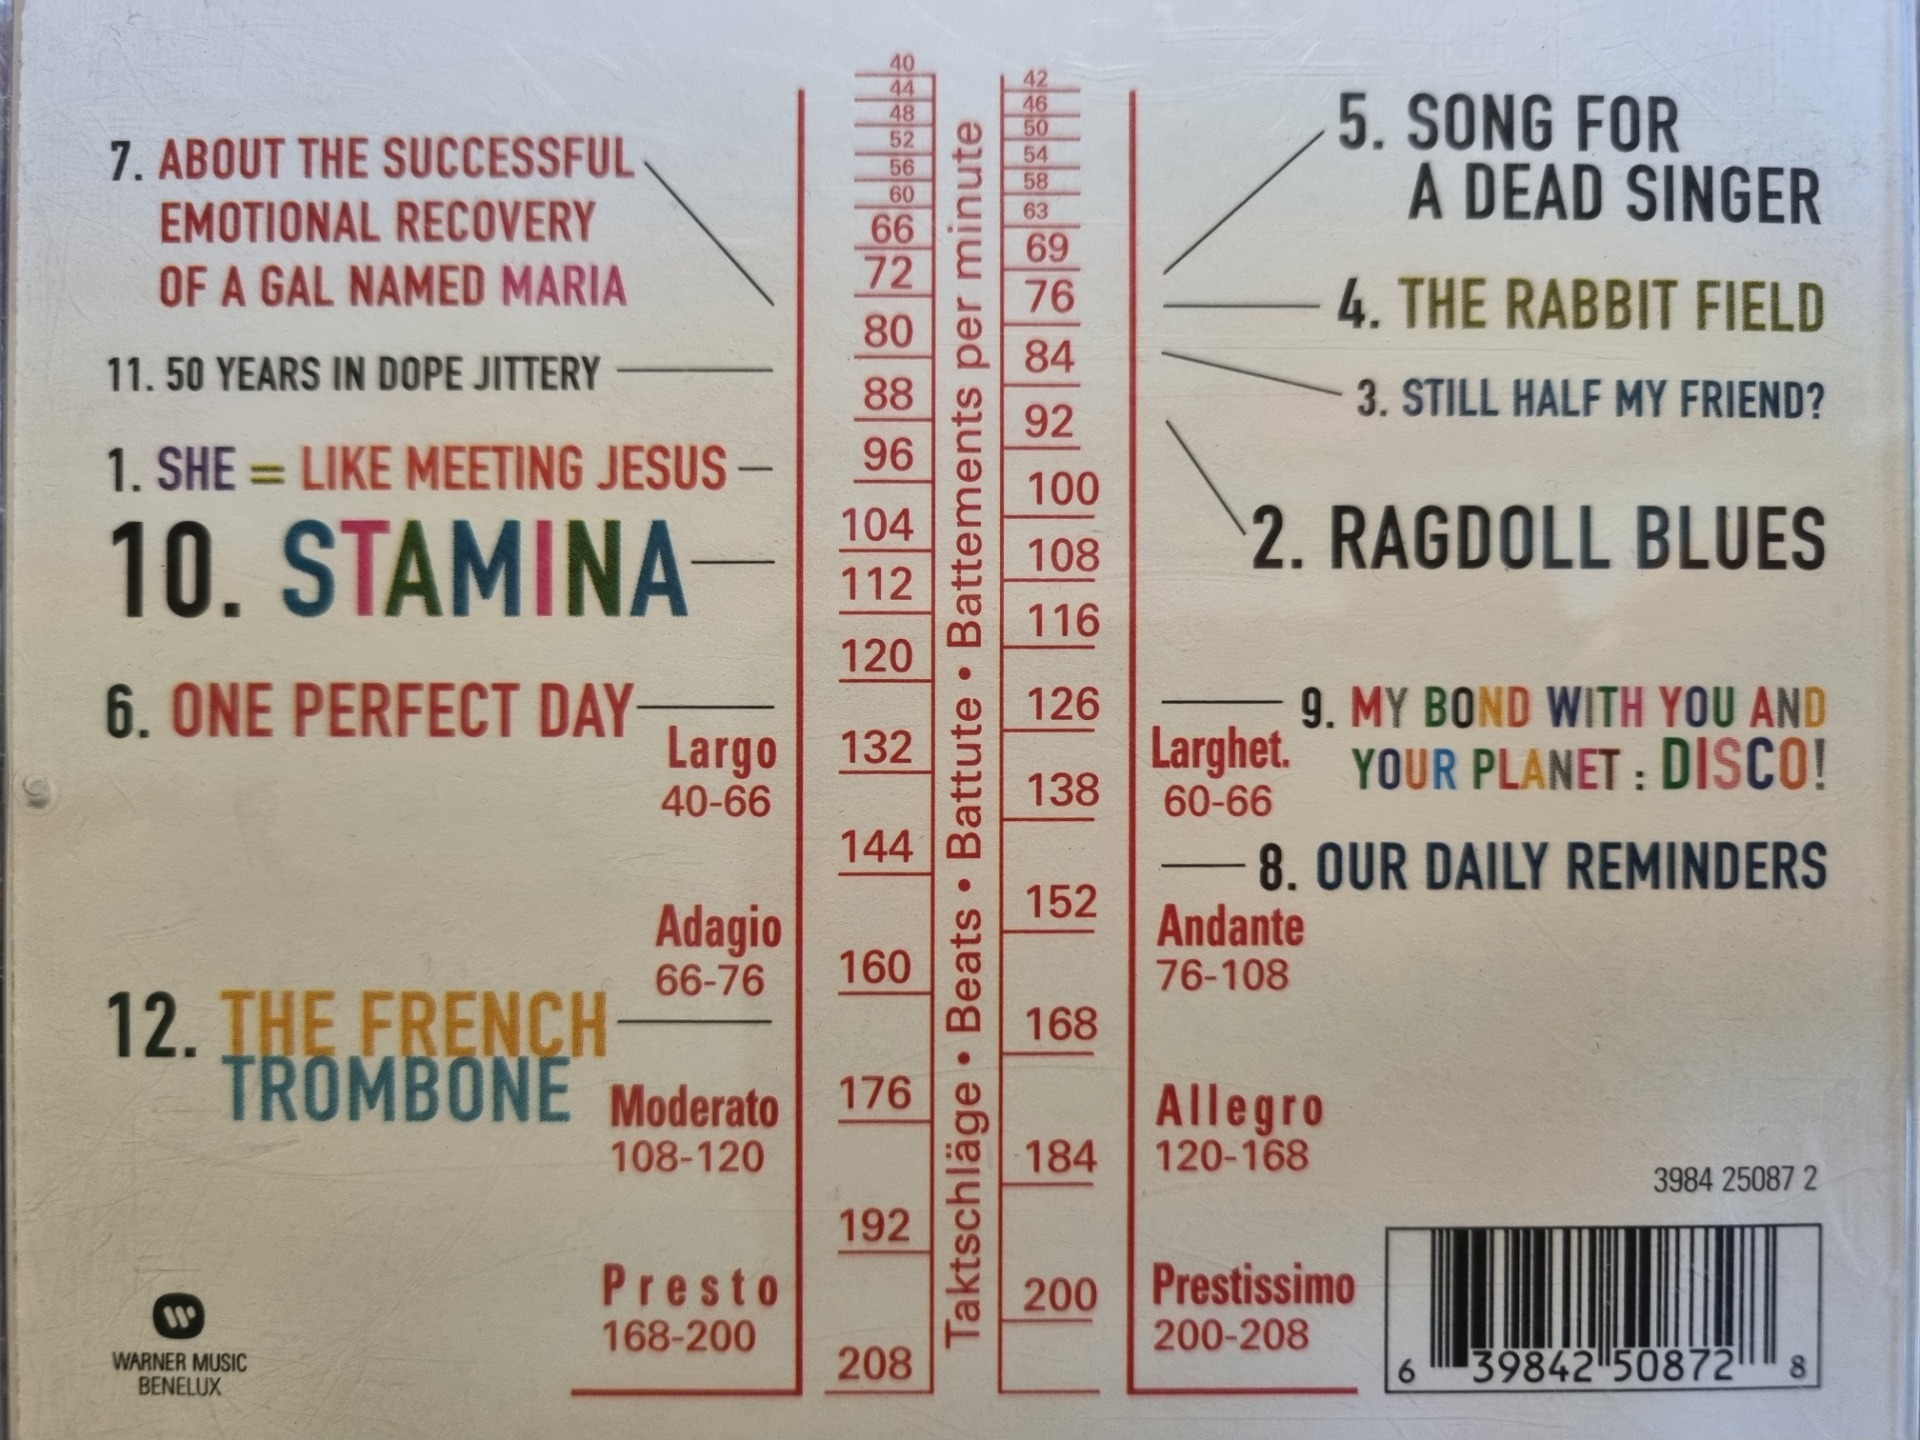 7. ABOUT THE SUCCESSFUL
EMOTIONAL RECOVERY
OF A GAL NAMED MARIA
11. 50 YEARS IN DOPE JITTERY
1. SHE = LIKE MEETING JESUS
10. STAMINA
6. ONE PERFECT DAY
Largo
40-66
Adagio
66-76
12. THE FRENCH
TROMBONE
Moderato
108-120
Presto
168-200
WARNER MUSIC
BENELUX
40
44
48
52
56
60
66
72
80
88
96
104
112
120
132
144
160
176
192
208
Taktschläge • Beats • Battute • Battements per minute
42
46
50
54
58
63
69
76
84
92
100
108
116
126
138
152
168
184
200
5. SONG FOR
A DEAD SINGER
4. THE RABBIT FIELD
3. STILL HALF MY FRIEND?
2. RAGDOLL BLUES
9. MY BOND WITH YOU AND
YOUR PLANET : DISCO!
Larghet.
60-66
8. OUR DAILY REMINDERS
Andante
76-108
Allegro
120-168
Prestissimo
200-208
3984 25087 2
6 39842 50872 8